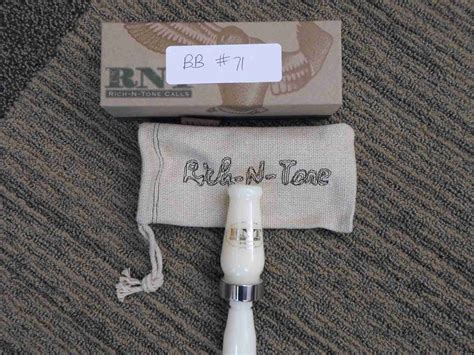 BB # 71
RNT
RICH-N-TONE CALLS
Rich-N-Tone
RNT